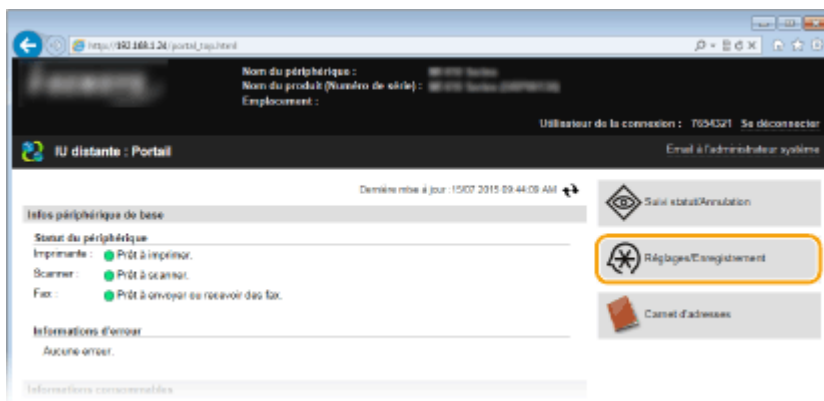 http://192.168.1.24/portal_top.html
Nom du périphérique :
Nom du produit (Numéro de série) :
Emplacement :
Utilisateur de la connexion : 7654321 Se déconnecter
IU distante : Portail
Email à l'administrateur système
Dernière mise à jour :15/07 2015 09:44:09 AM
Infos périphérique de base
Statut du périphérique
Imprimante : Prêt à imprimer.
Scanner : Prêt à scanner.
Fax : Prêt à envoyer ou recevoir des fax.
Informations d'erreur
Aucune erreur.
Informations consommables
Suivi statut/Annulation
Réglages/Enregistrement
Carnet d'adresses